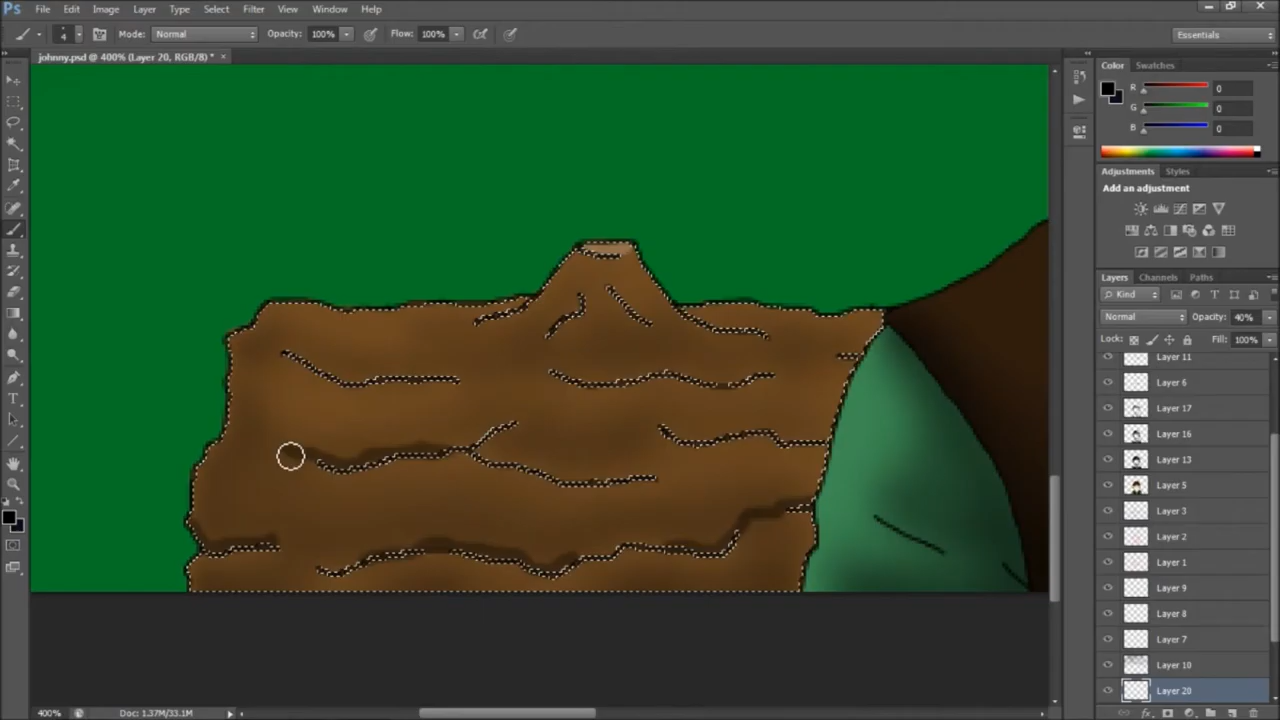 Ps File Edit Image Layer Type Select Filter View Window Help
4 Mode: Normal Opacity: 100% Flow: 100% Essentials
johnny.psd @ 400% (Layer 20, RGB/8) * ×
Color Swatches
R 0
G 0
B 0
Adjustments Styles
Add an adjustment
Layers Channels Paths
Kind
Normal Opacity: 40%
Lock: Fill: 100%
Layer 11
Layer 6
Layer 17
Layer 16
Layer 13
Layer 5
Layer 3
Layer 2
Layer 1
Layer 9
Layer 8
Layer 7
Layer 10
Layer 20
400% Doc: 1.37M/33.1M